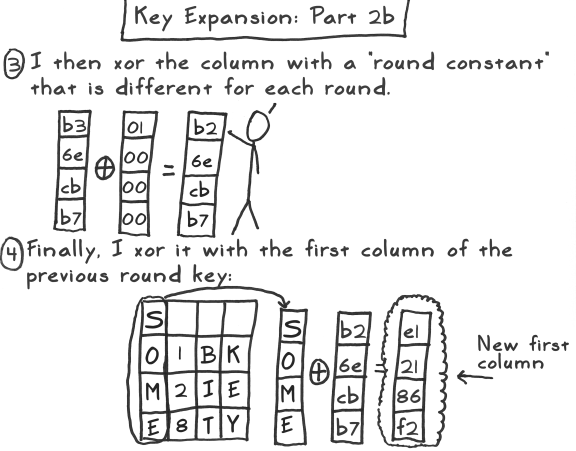 Key Expansion: Part 2b
③ I then xor the column with a "round constant"
that is different for each round.
b3 01 b2
6e ⊕ 00 = 6e
cb 00 cb
b7 00 b7
④ Finally, I xor it with the first column of the
previous round key:
S S b2 e1
O 1 B K O ⊕ 6e = 21
M 2 I E M cb 86
E 8 T Y E b7 f2
New first
column